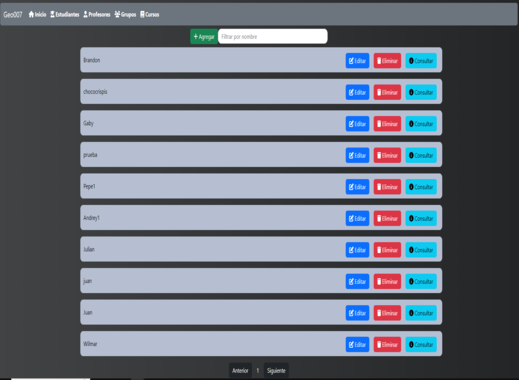 Geo007 Inicio Estudiantes Profesores Grupos Cursos
+ Agregar Filtrar por nombre
Brandon Editar Eliminar Consultar
chococrispis Editar Eliminar Consultar
Gaby Editar Eliminar Consultar
prueba Editar Eliminar Consultar
Pepe1 Editar Eliminar Consultar
Andrey1 Editar Eliminar Consultar
Julian Editar Eliminar Consultar
juan Editar Eliminar Consultar
Juan Editar Eliminar Consultar
Wilmar Editar Eliminar Consultar
Anterior 1 Siguiente